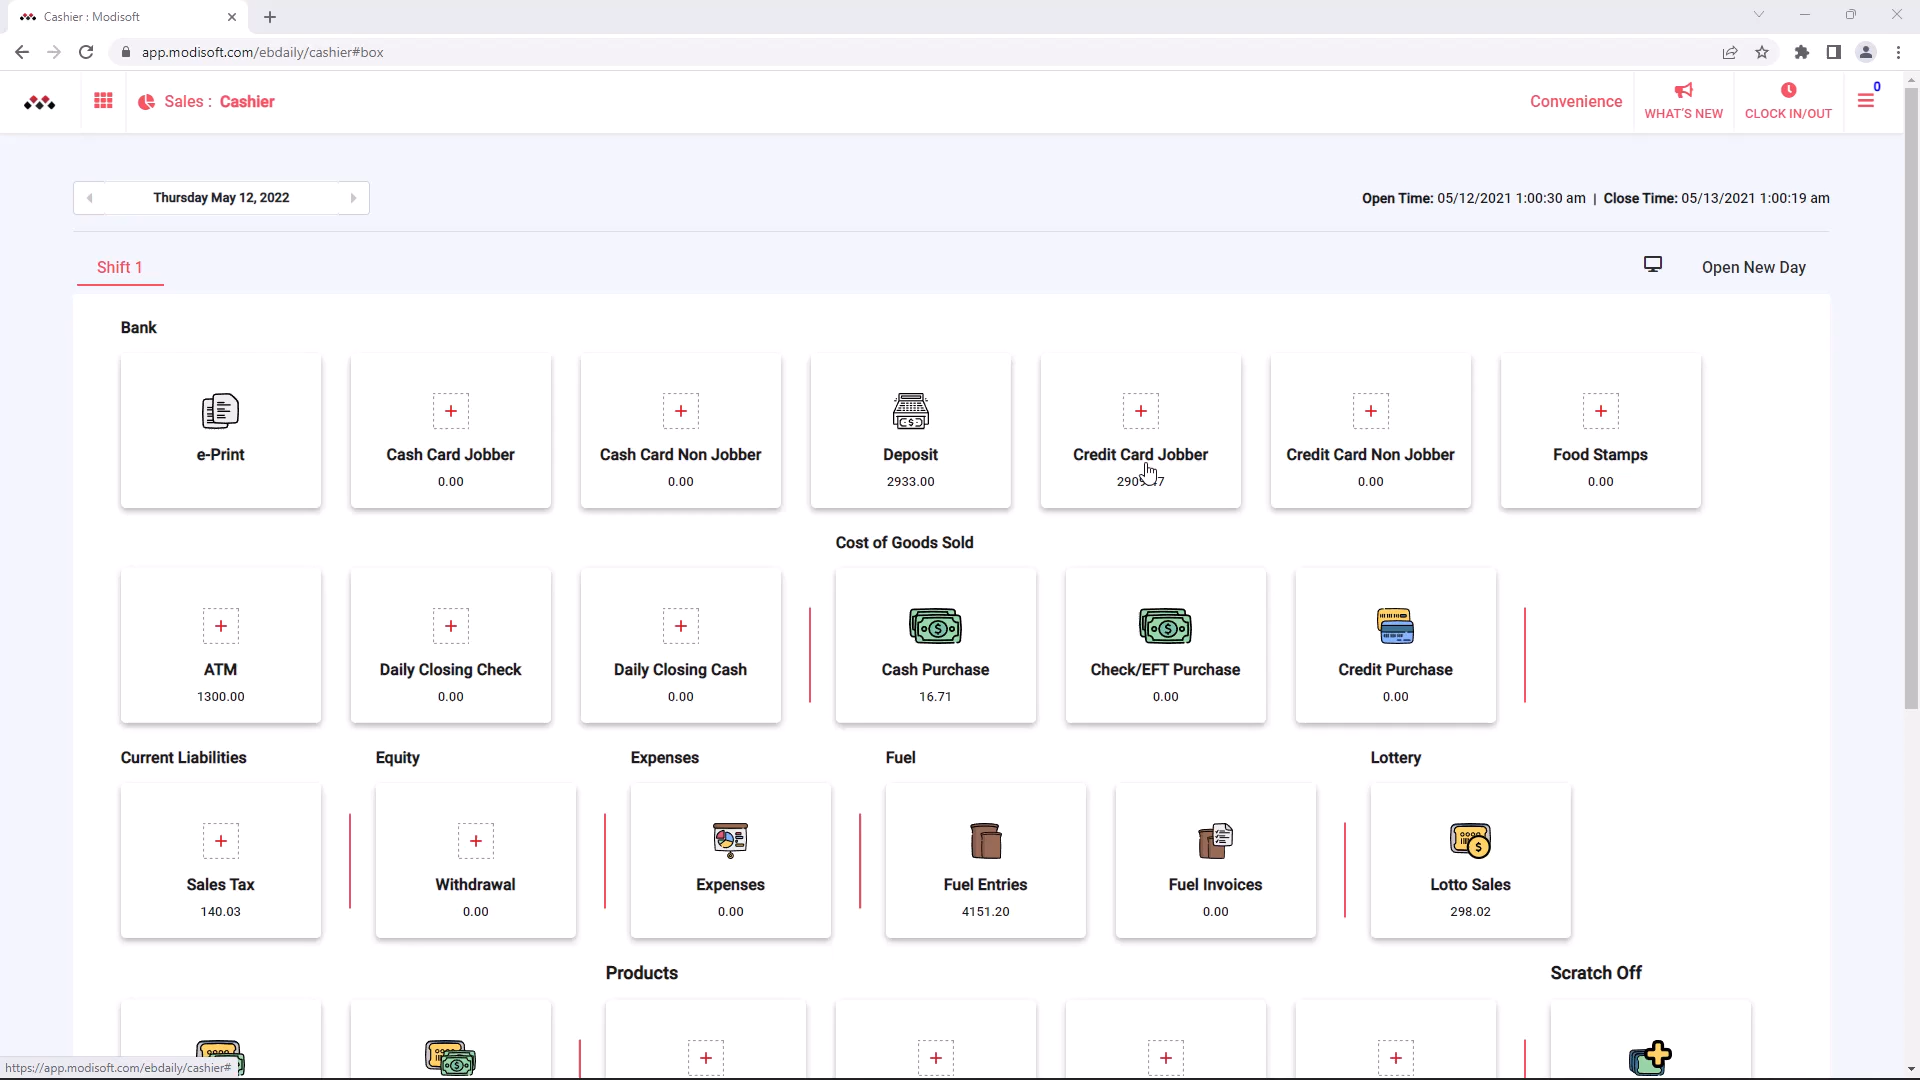 Cashier : Modisoft
app.modisoft.com/ebdaily/cashier#box
Sales : Cashier
Convenience
WHAT'S NEW
CLOCK IN/OUT
0
Thursday May 12, 2022
Open Time: 05/12/2021 1:00:30 am | Close Time: 05/13/2021 1:00:19 am
Shift 1
Open New Day
Bank
e-Print
Cash Card Jobber
0.00
Cash Card Non Jobber
0.00
Deposit
2933.00
Credit Card Jobber
Credit Card Non Jobber
0.00
Food Stamps
0.00
Cost of Goods Sold
ATM
1300.00
Daily Closing Check
0.00
Daily Closing Cash
0.00
Cash Purchase
16.71
Check/EFT Purchase
0.00
Credit Purchase
0.00
Current Liabilities
Equity
Expenses
Fuel
Lottery
Sales Tax
140.03
Withdrawal
0.00
Expenses
0.00
Fuel Entries
4151.20
Fuel Invoices
0.00
Lotto Sales
298.02
Products
Scratch Off
https://app.modisoft.com/ebdaily/cashier#